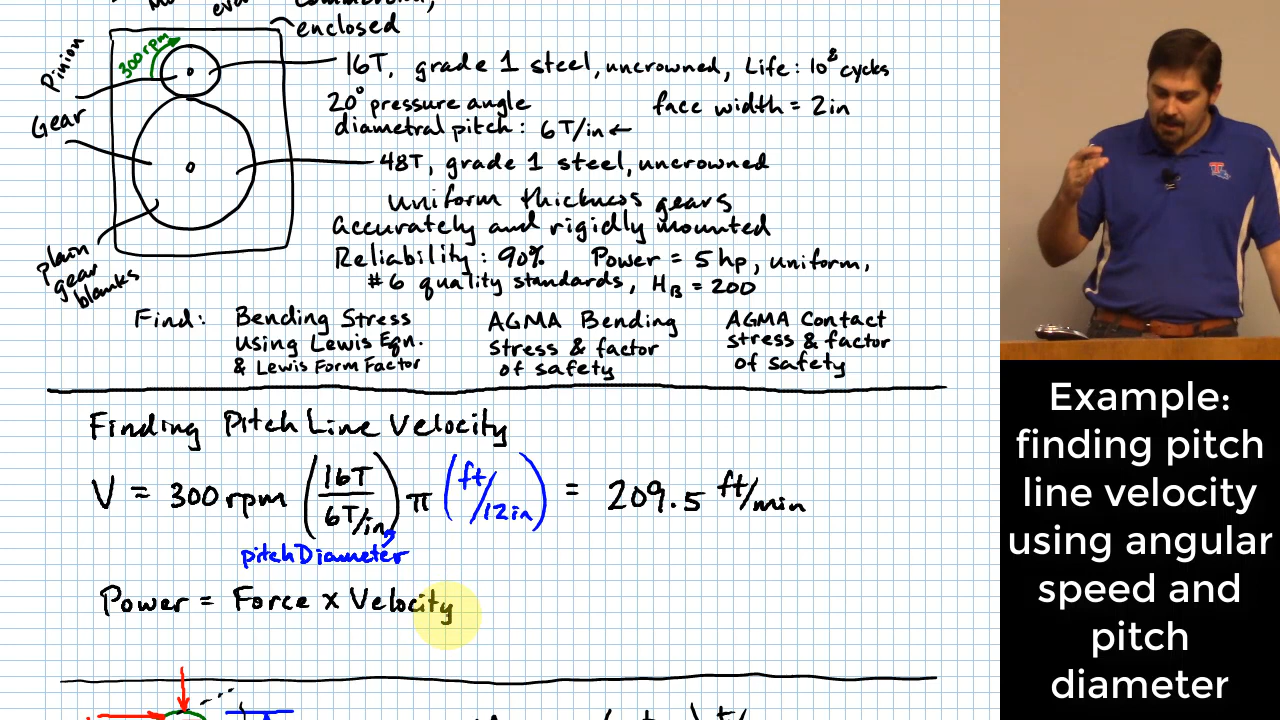 enclosed
300 rpm
Pinion
16T, grade 1 steel, uncrowned, Life: 10⁸ cycles
20° pressure angle
face width = 2in
Gear
diametral pitch: 6T/in ←
48T, grade 1 steel, uncrowned
uniform thickness gears
accurately and rigidly mounted
Reliability: 90% Power = 5 hp, uniform,
plain
gear
blanks
#6 quality standards, H_B = 200
Find: Bending Stress
using Lewis Eqn.
& Lewis Form Factor
AGMA Bending
stress & factor
of safety
AGMA Contact
stress & factor
of safety
Finding Pitch Line Velocity
V = 300 rpm (16T / 6T/in) π (ft/12in) = 209.5 ft/min
pitch Diameter
Power = Force x Velocity
Example:
finding pitch
line velocity
using angular
speed and
pitch
diameter